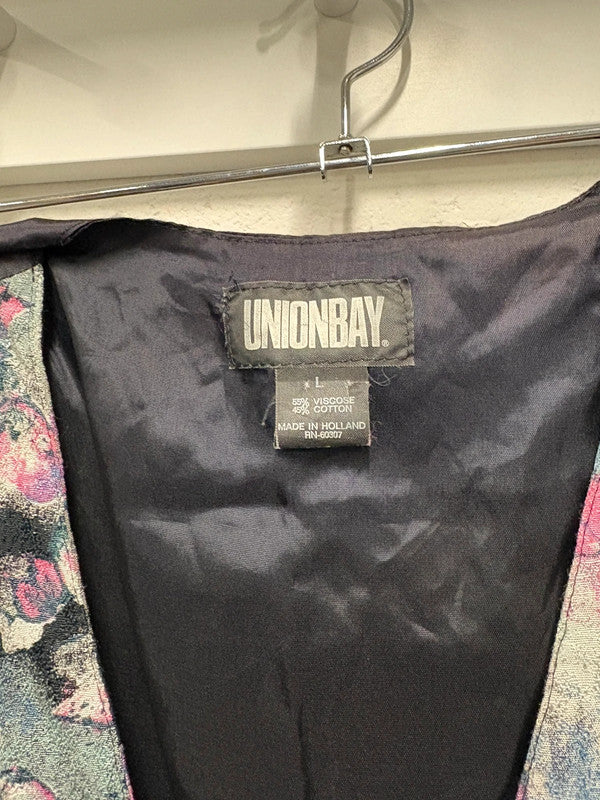 UNIONBAY®
L
55% VISCOSE
45% COTTON
MADE IN HOLLAND
RN-60307